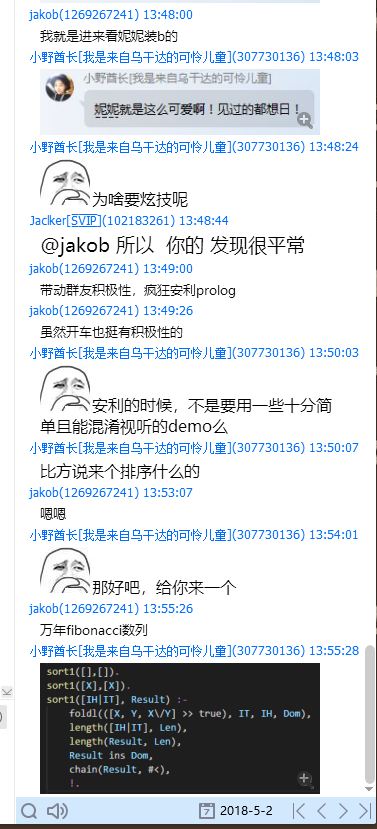 jakob(1269267241) 13:48:00
我就是进来看妮妮装b的
小野酋长[我是来自乌干达的可怜儿童](307730136) 13:48:03
小野酋长[我是来自乌干达的可怜儿童]
妮妮就是这么可爱啊！见过的都想日！
小野酋长[我是来自乌干达的可怜儿童](307730136) 13:48:24
为啥要炫技呢
Jaclker[SVIP](102183261) 13:48:44
@jakob 所以 你的 发现很平常
jakob(1269267241) 13:49:00
带动群友积极性，疯狂安利prolog
jakob(1269267241) 13:49:26
虽然开车也挺有积极性的
小野酋长[我是来自乌干达的可怜儿童](307730136) 13:50:03
安利的时候，不是要用一些十分简
单且能混淆视听的demo么
小野酋长[我是来自乌干达的可怜儿童](307730136) 13:50:07
比方说来个排序什么的
jakob(1269267241) 13:53:07
嗯嗯
小野酋长[我是来自乌干达的可怜儿童](307730136) 13:54:01
那好吧，给你来一个
jakob(1269267241) 13:55:26
万年fibonacci数列
小野酋长[我是来自乌干达的可怜儿童](307730136) 13:55:28
sort1([],[]).
sort1([X],[X]).
sort1([IH|IT], Result) :-
foldl(([X, Y, X\/Y] >> true), IT, IH, Dom),
length([IH|IT], Len),
length(Result, Len),
Result ins Dom,
chain(Result, #<),
!.
7 2018-5-2